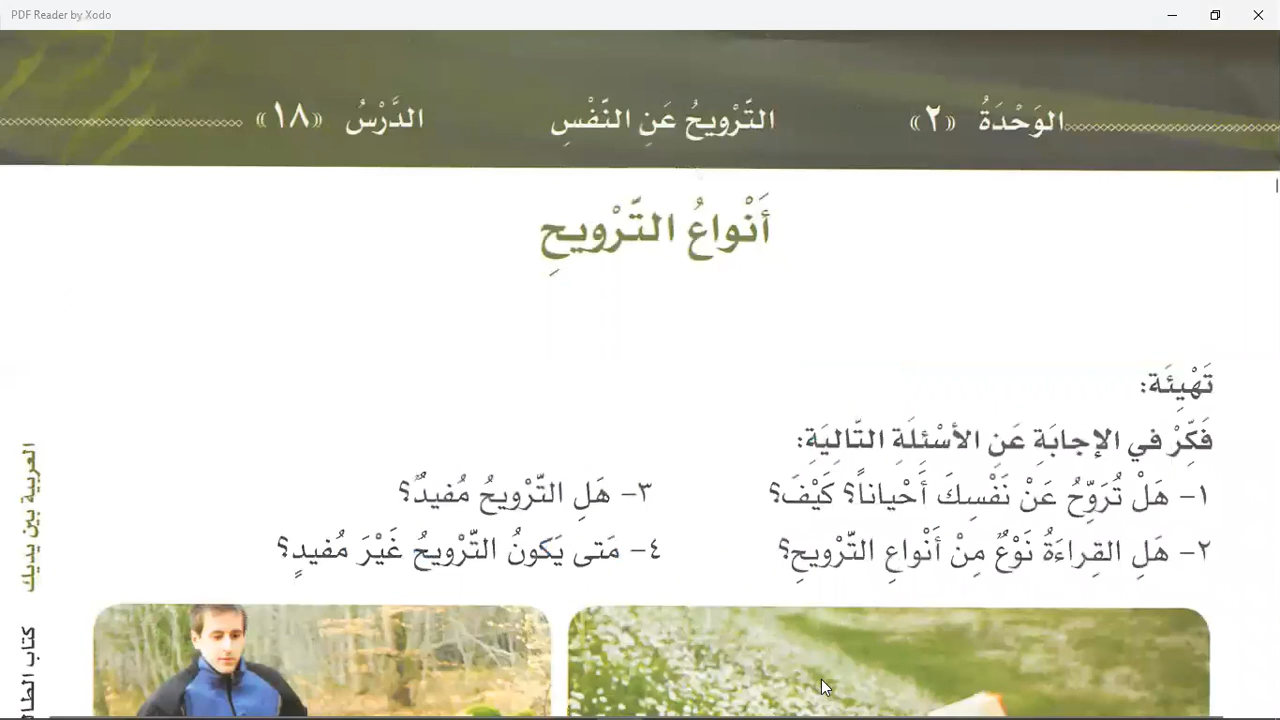 PDF Reader by Xodo
الوَحْدَةُ «٢» التَّرْويحُ عَنِ النَّفْسِ الدَّرْسُ «١٨»
أَنْواعُ التَّرْويحِ
تَهْيِئَة:
فَكِّرْ في الإجابَةِ عَنِ الأسْئِلَةِ التَّالِيَةِ:
١- هَلْ تُرَوِّحُ عَنْ نَفْسِكَ أَحْياناً؟ كَيْفَ؟ ٣- هَلِ التَّرْويحُ مُفيدٌ؟
٢- هَلِ القِراءَةُ نَوْعٌ مِنْ أَنْواعِ التَّرْويحِ؟ ٤- مَتى يَكونُ التَّرْويحُ غَيْرَ مُفيدٍ؟
العربية بين يديك كتاب